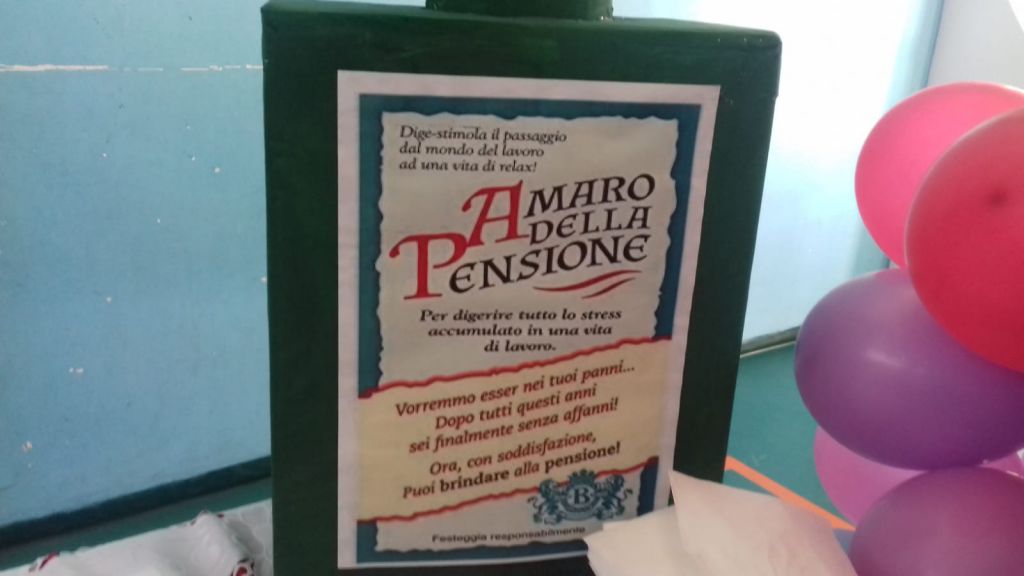 Dige-stimola il passaggio
dal mondo del lavoro
ad una vita di relax!
AMARO
DELLA
PENSIONE
Per digerire tutto lo stress
accumulato in una vita
di lavoro.
Vorremmo esser nei tuoi panni...
Dopo tutti questi anni
sei finalmente senza affanni!
Ora, con soddisfazione,
Puoi brindare alla pensione!
B
Festeggia responsabilmente